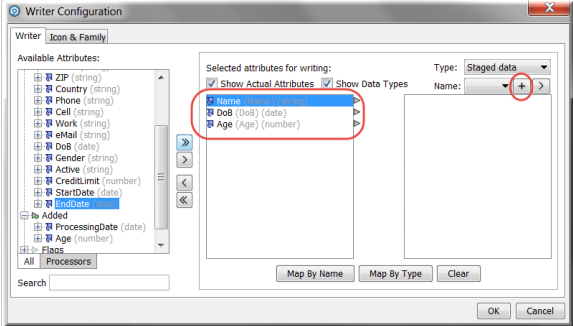 Writer Configuration
Writer Icon & Family
Available Attributes:
ZIP (string)
Country (string)
Phone (string)
Cell (string)
Work (string)
eMail (string)
DoB (date)
Gender (string)
Active (string)
CreditLimit (number)
StartDate (date)
EndDate (date)
Added
ProcessingDate (date)
Age (number)
Flags
All Processors
Search
Selected attributes for writing:
Show Actual Attributes Show Data Types
Name (Name) (string)
DoB (DoB) (date)
Age (Age) (number)
Type: Staged data
Name: + >
Map By Name Map By Type Clear
OK Cancel